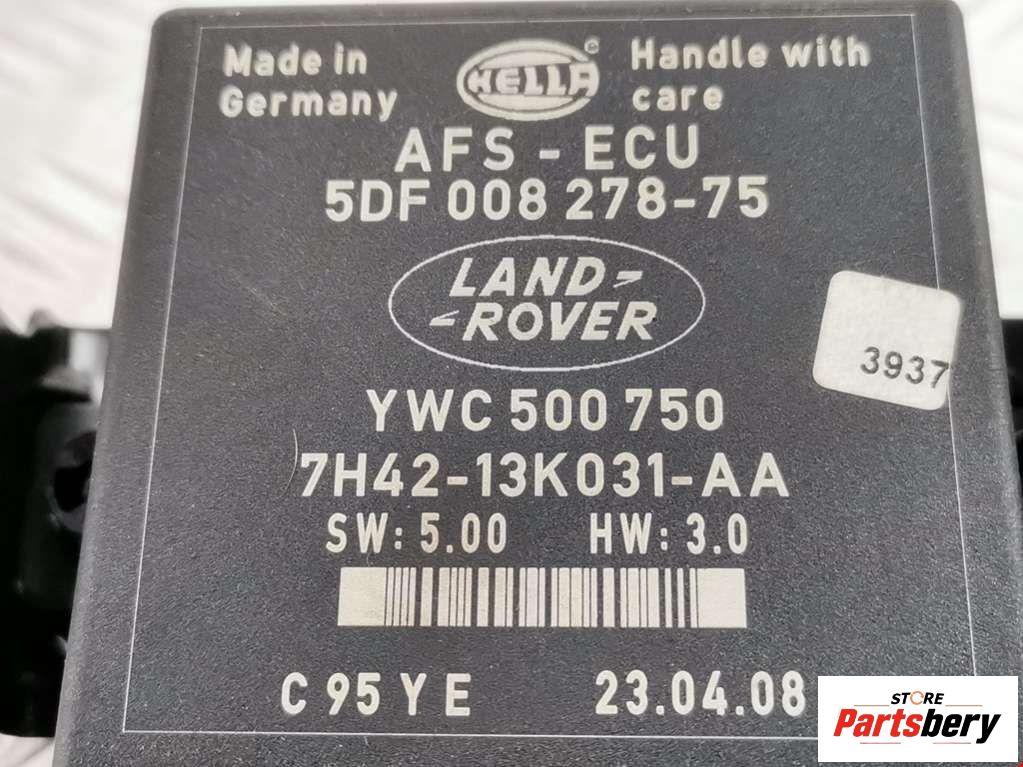 Made in
Germany
HELLA
Handle with
care
AFS - ECU
5DF 008 278-75
LAND
ROVER
3937
YWC 500 750
7H42-13K031-AA
SW: 5.00 HW: 3.0
C 95 Y E 23.04.08
STORE
Partsbery